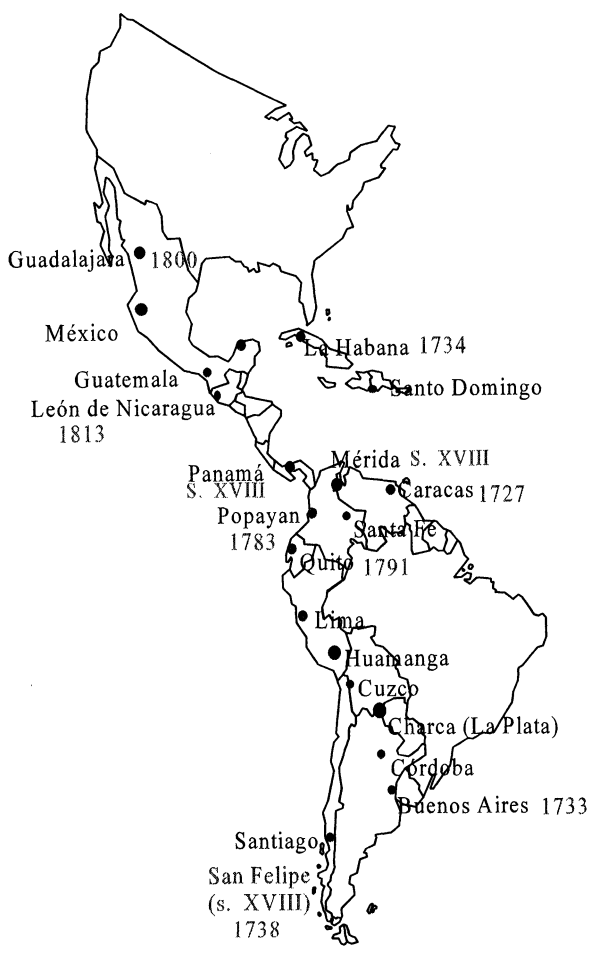 Guadalajara 1800
México
La Habana 1734
Guatemala
Santo Domingo
León de Nicaragua
1813
Mérida S. XVIII
Panamá
S. XVIII
Caracas 1727
Popayan
1783
Santa Fe
Quito 1791
Lima
Huamanga
Cuzco
Charca (La Plata)
Córdoba
Buenos Aires 1733
Santiago
San Felipe
(s. XVIII)
1738